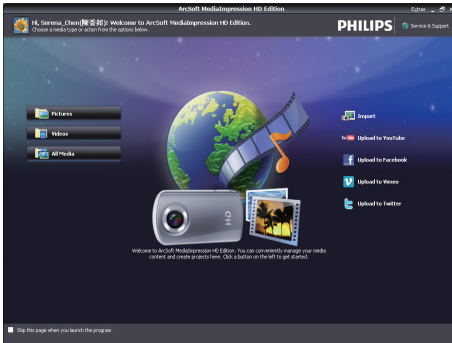 ArcSoft MediaImpression HD Edition
Extras
Hi, Serena_Chen(陳香如)! Welcome to ArcSoft MediaImpression HD Edition.
Choose a media type or action from the options below.
PHILIPS
Service & Support
Pictures
Videos
All Media
Import
You Tube Upload to YouTube
f Upload to Facebook
v Upload to Vimeo
t Upload to Twitter
HD
Welcome to ArcSoft MediaImpression HD Edition. You can conveniently manage your media
content and create projects here. Click a button on the left to get started.
Skip this page when you launch the program